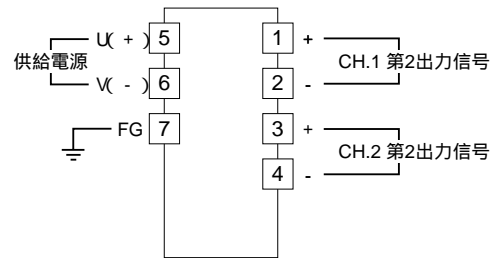 U( + ) 5
供給電源
V( - ) 6
FG 7
1 +
CH.1 第2出力信号
2 -
3 +
CH.2 第2出力信号
4 -